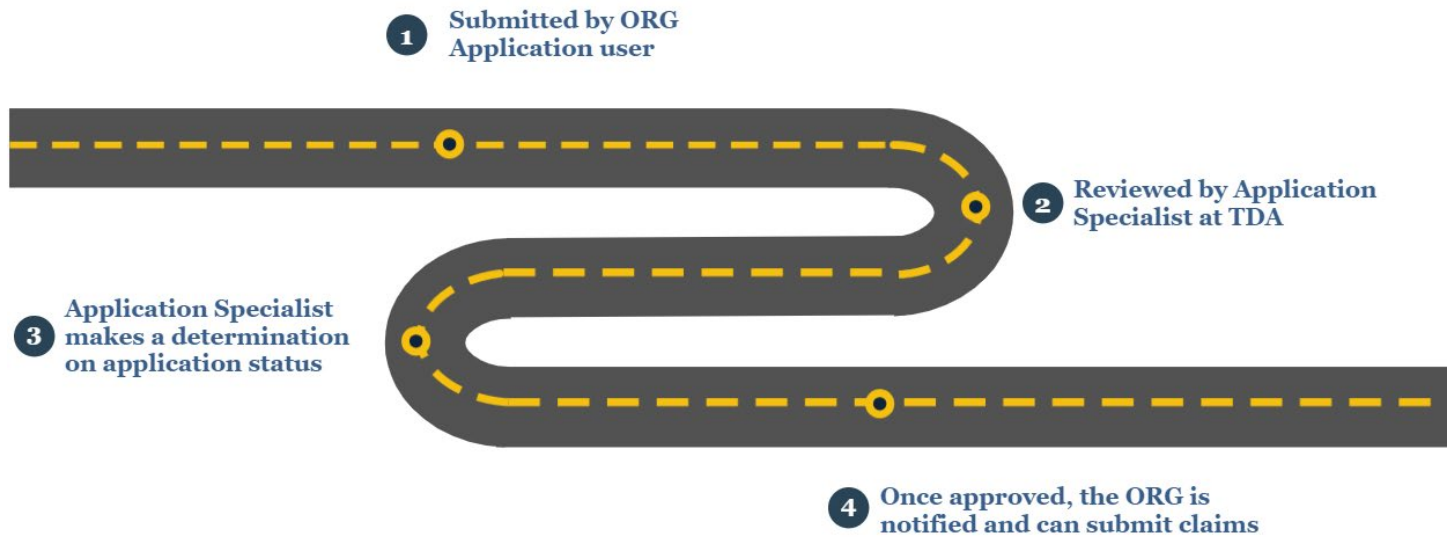 1
Submitted by ORG
Application user
2
Reviewed by Application
Specialist at TDA
3
Application Specialist
makes a determination
on application status
4
Once approved, the ORG is
notified and can submit claims